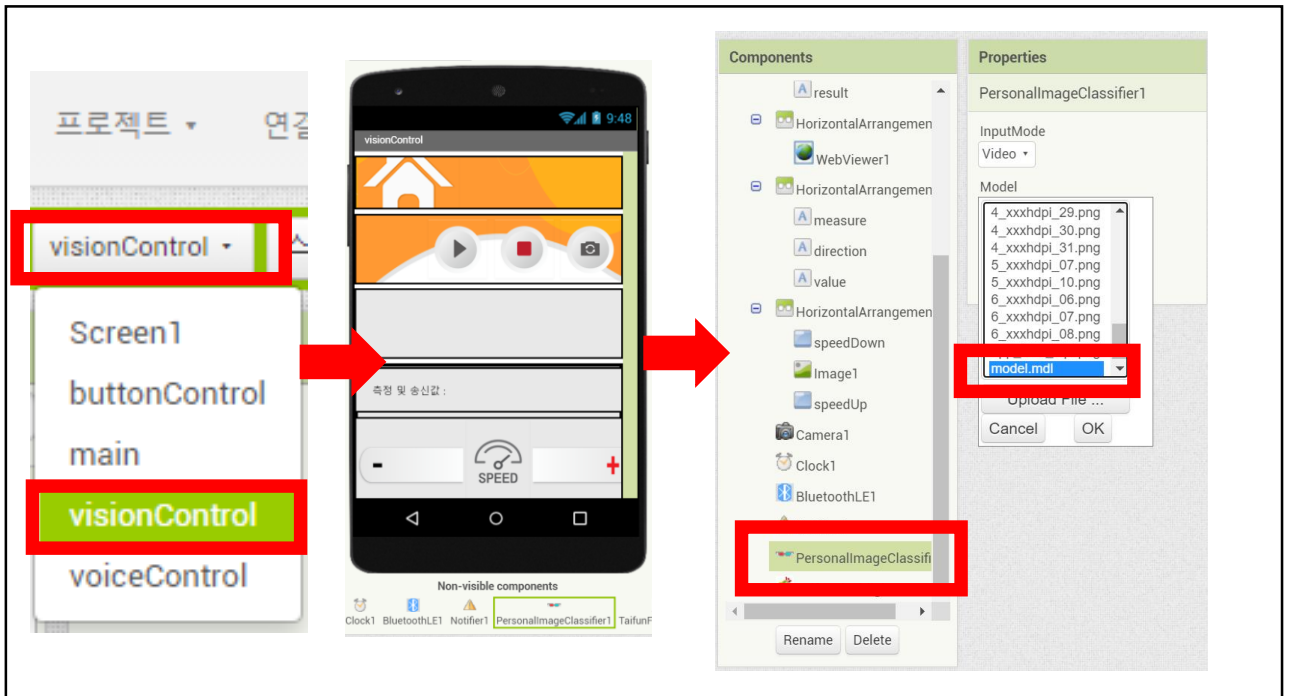 프로젝트
visionControl
Screen1
buttonControl
main
visionControl
voiceControl
9:48
visionControl
측정 및 송신값 :
-
SPEED
+
Non-visible components
Clock1 BluetoothLE1 Notifier1 PersonalImageClassifier1 TaifunF
Components
result
HorizontalArrangemen
WebViewer1
HorizontalArrangemen
measure
direction
value
HorizontalArrangemen
speedDown
Image1
speedUp
Camera1
Clock1
BluetoothLE1
PersonalImageClassifi
Rename Delete
Properties
PersonalImageClassifier1
InputMode
Video
Model
4_xxxhdpi_29.png
4_xxxhdpi_30.png
4_xxxhdpi_31.png
5_xxxhdpi_07.png
5_xxxhdpi_10.png
6_xxxhdpi_06.png
6_xxxhdpi_07.png
6_xxxhdpi_08.png
model.mdl
Upload File ...
Cancel OK